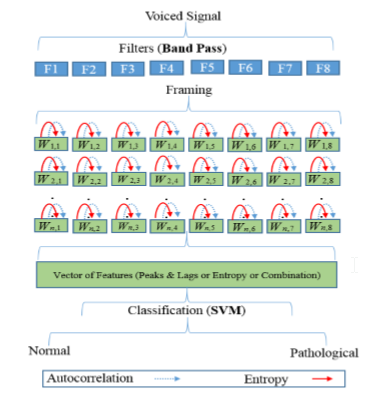 Voiced Signal
Filters (Band Pass)
F1 F2 F3 F4 F5 F6 F7 F8
Framing
W1,1 W1,2 W1,3 W1,4 W1,5 W1,6 W1,7 W1,8
W2,1 W2,2 W2,3 W2,4 W2,5 W2,6 W2,7 W2,8
Wn,1 Wn,2 Wn,3 Wn,4 Wn,5 Wn,6 Wn,7 Wn,8
Vector of Features (Peaks & Lags or Entropy or Combination)
Classification (SVM)
Normal
Pathological
Autocorrelation Entropy